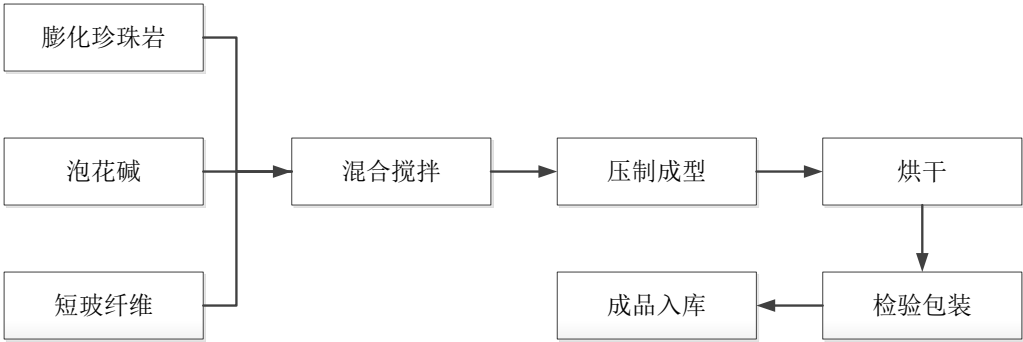 膨化珍珠岩
泡花碱
混合搅拌
压制成型
烘干
短玻纤维
成品入库
检验包装